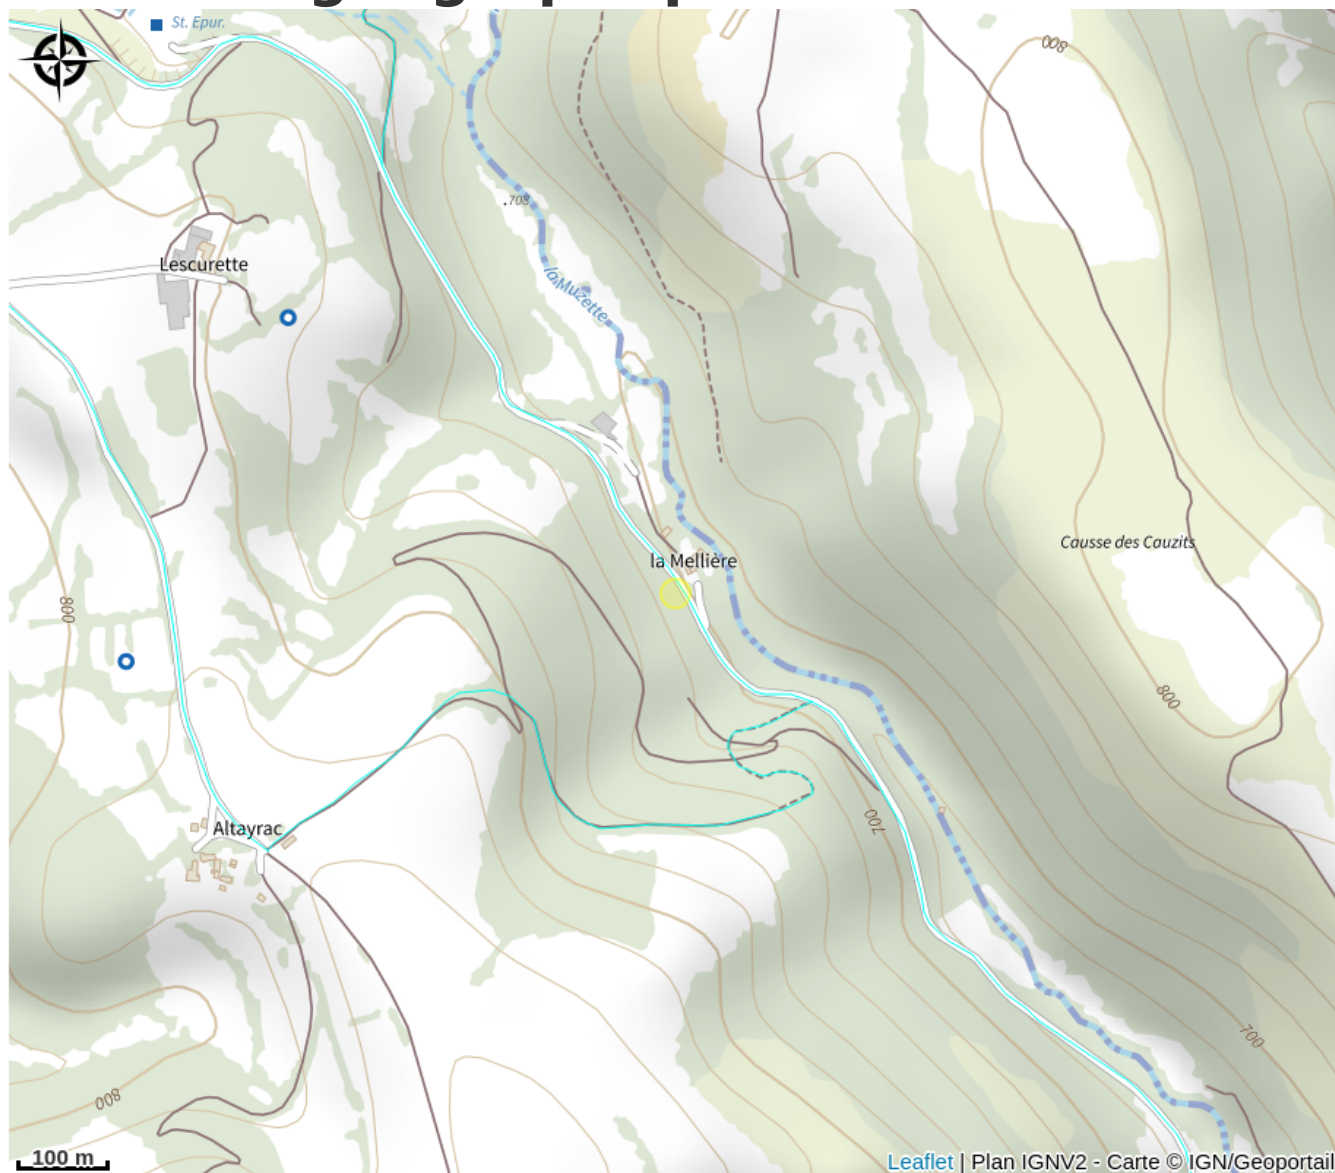 St. Epur.
800
.708
Lescurette
la Muzette
Causse des Cauzits
la Mellière
800
800
700
Altayrac
700
800
100 m
Leaflet | Plan IGNV2 - Carte © IGN/Geoportail